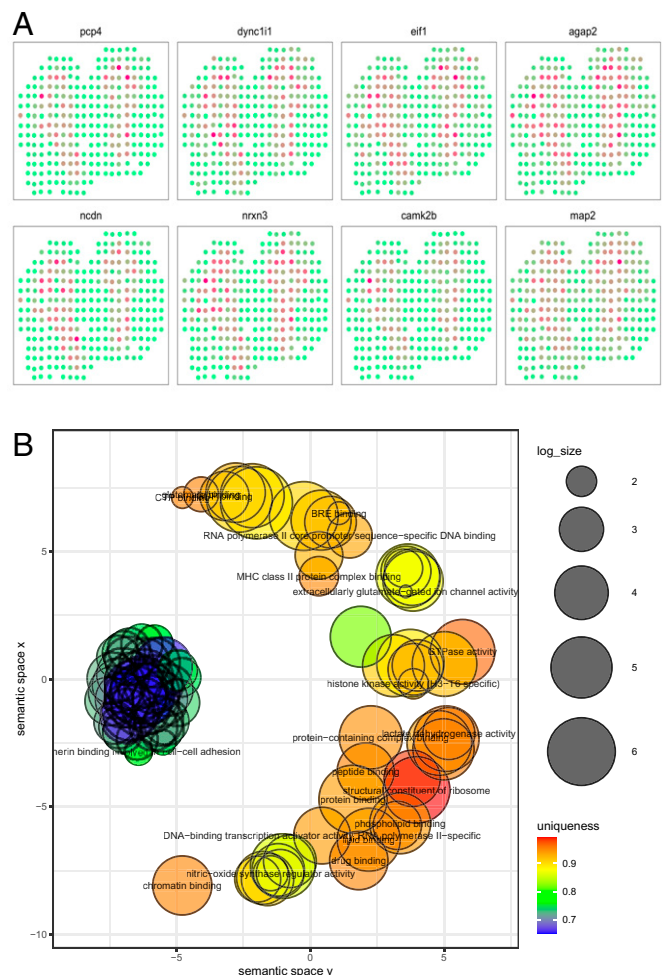 A
pcp4 dync1i1 eif1 agap2
ncdn nrxn3 camk2b map2
B
log_size
2
3
4
5
6
uniqueness
0.9
0.8
0.7
semantic space x
5
0
−5
−10
−5 0 5
semantic space y
BRE binding
RNA polymerase II core promoter sequence−specific DNA binding
MHC class II protein complex binding
extracellularly glutamate−gated ion channel activity
GTPase activity
histone kinase activity (H3−T6 specific)
lactate dehydrogenase activity
protein−containing complex binding
cell−cell adhesion
peptide binding
structural constituent of ribosome
protein binding
phospholipid binding
DNA−binding transcription activator activity, RNA polymerase II−specific
lipid binding
drug binding
nitric−oxide synthase regulator activity
chromatin binding